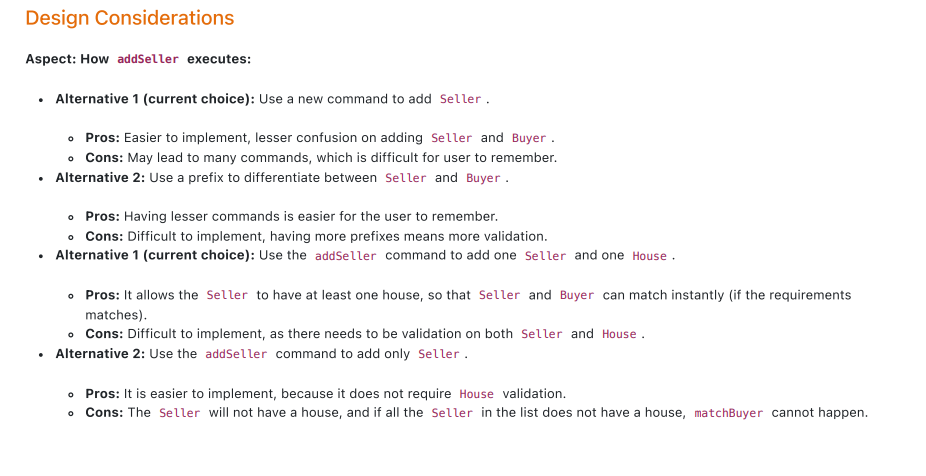 Design Considerations
Aspect: How addSeller executes:
• Alternative 1 (current choice): Use a new command to add Seller .
◦ Pros: Easier to implement, lesser confusion on adding Seller and Buyer .
◦ Cons: May lead to many commands, which is difficult for user to remember.
• Alternative 2: Use a prefix to differentiate between Seller and Buyer .
◦ Pros: Having lesser commands is easier for the user to remember.
◦ Cons: Difficult to implement, having more prefixes means more validation.
• Alternative 1 (current choice): Use the addSeller command to add one Seller and one House .
◦ Pros: It allows the Seller to have at least one house, so that Seller and Buyer can match instantly (if the requirements
matches).
◦ Cons: Difficult to implement, as there needs to be validation on both Seller and House .
• Alternative 2: Use the addSeller command to add only Seller .
◦ Pros: It is easier to implement, because it does not require House validation.
◦ Cons: The Seller will not have a house, and if all the Seller in the list does not have a house, matchBuyer cannot happen.